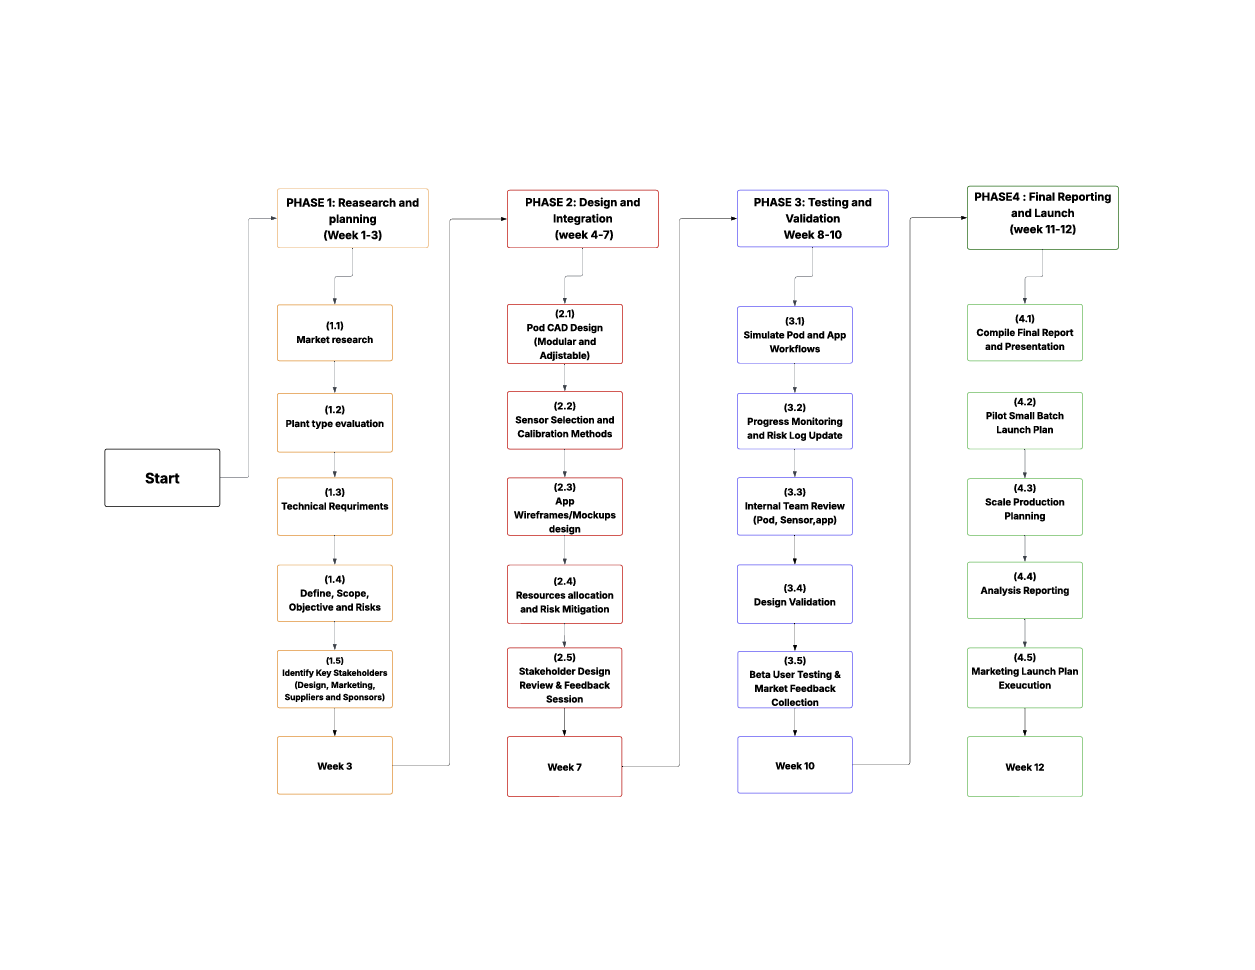 Start
PHASE 1: Reasearch and
planning
(Week 1-3)
(1.1)
Market research
(1.2)
Plant type evaluation
(1.3)
Technical Requriments
(1.4)
Define, Scope,
Objective and Risks
(1.5)
Identify Key Stakeholders
(Design, Marketing,
Suppliers and Sponsors)
Week 3
PHASE 2: Design and
Integration
(week 4-7)
(2.1)
Pod CAD Design
(Modular and
Adjistable)
(2.2)
Sensor Selection and
Calibration Methods
(2.3)
App
Wireframes/Mockups
design
(2.4)
Resources allocation
and Risk Mitigation
(2.5)
Stakeholder Design
Review & Feedback
Session
Week 7
PHASE 3: Testing and
Validation
Week 8-10
(3.1)
Simulate Pod and App
Workflows
(3.2)
Progress Monitoring
and Risk Log Update
(3.3)
Internal Team Review
(Pod, Sensor,app)
(3.4)
Design Validation
(3.5)
Beta User Testing &
Market Feedback
Collection
Week 10
PHASE4 : Final Reporting
and Launch
(week 11-12)
(4.1)
Compile Final Report
and Presentation
(4.2)
Pilot Small Batch
Launch Plan
(4.3)
Scale Production
Planning
(4.4)
Analysis Reporting
(4.5)
Marketing Launch Plan
Exeucution
Week 12